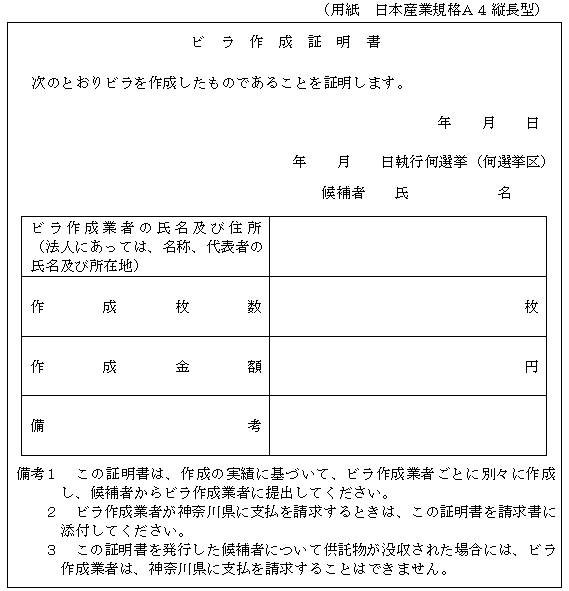 （用紙　日本産業規格Ａ４縦長型）
ビ　ラ　作　成　証　明　書
次のとおりビラを作成したものであることを証明します。
年　　月　　日
年　　月　　日執行何選挙（何選挙区）
候補者　　氏　　　　　　名
ビラ作成業者の氏名及び住所
（法人にあっては、名称、代表者の
氏名及び所在地）
作　成　枚　数　枚
作　成　金　額　円
備　考
備考１　この証明書は、作成の実績に基づいて、ビラ作成業者ごとに別々に作成
し、候補者からビラ作成業者に提出してください。
２　ビラ作成業者が神奈川県に支払を請求するときは、この証明書を請求書に
添付してください。
３　この証明書を発行した候補者について供託物が没収された場合には、ビラ
作成業者は、神奈川県に支払を請求することはできません。